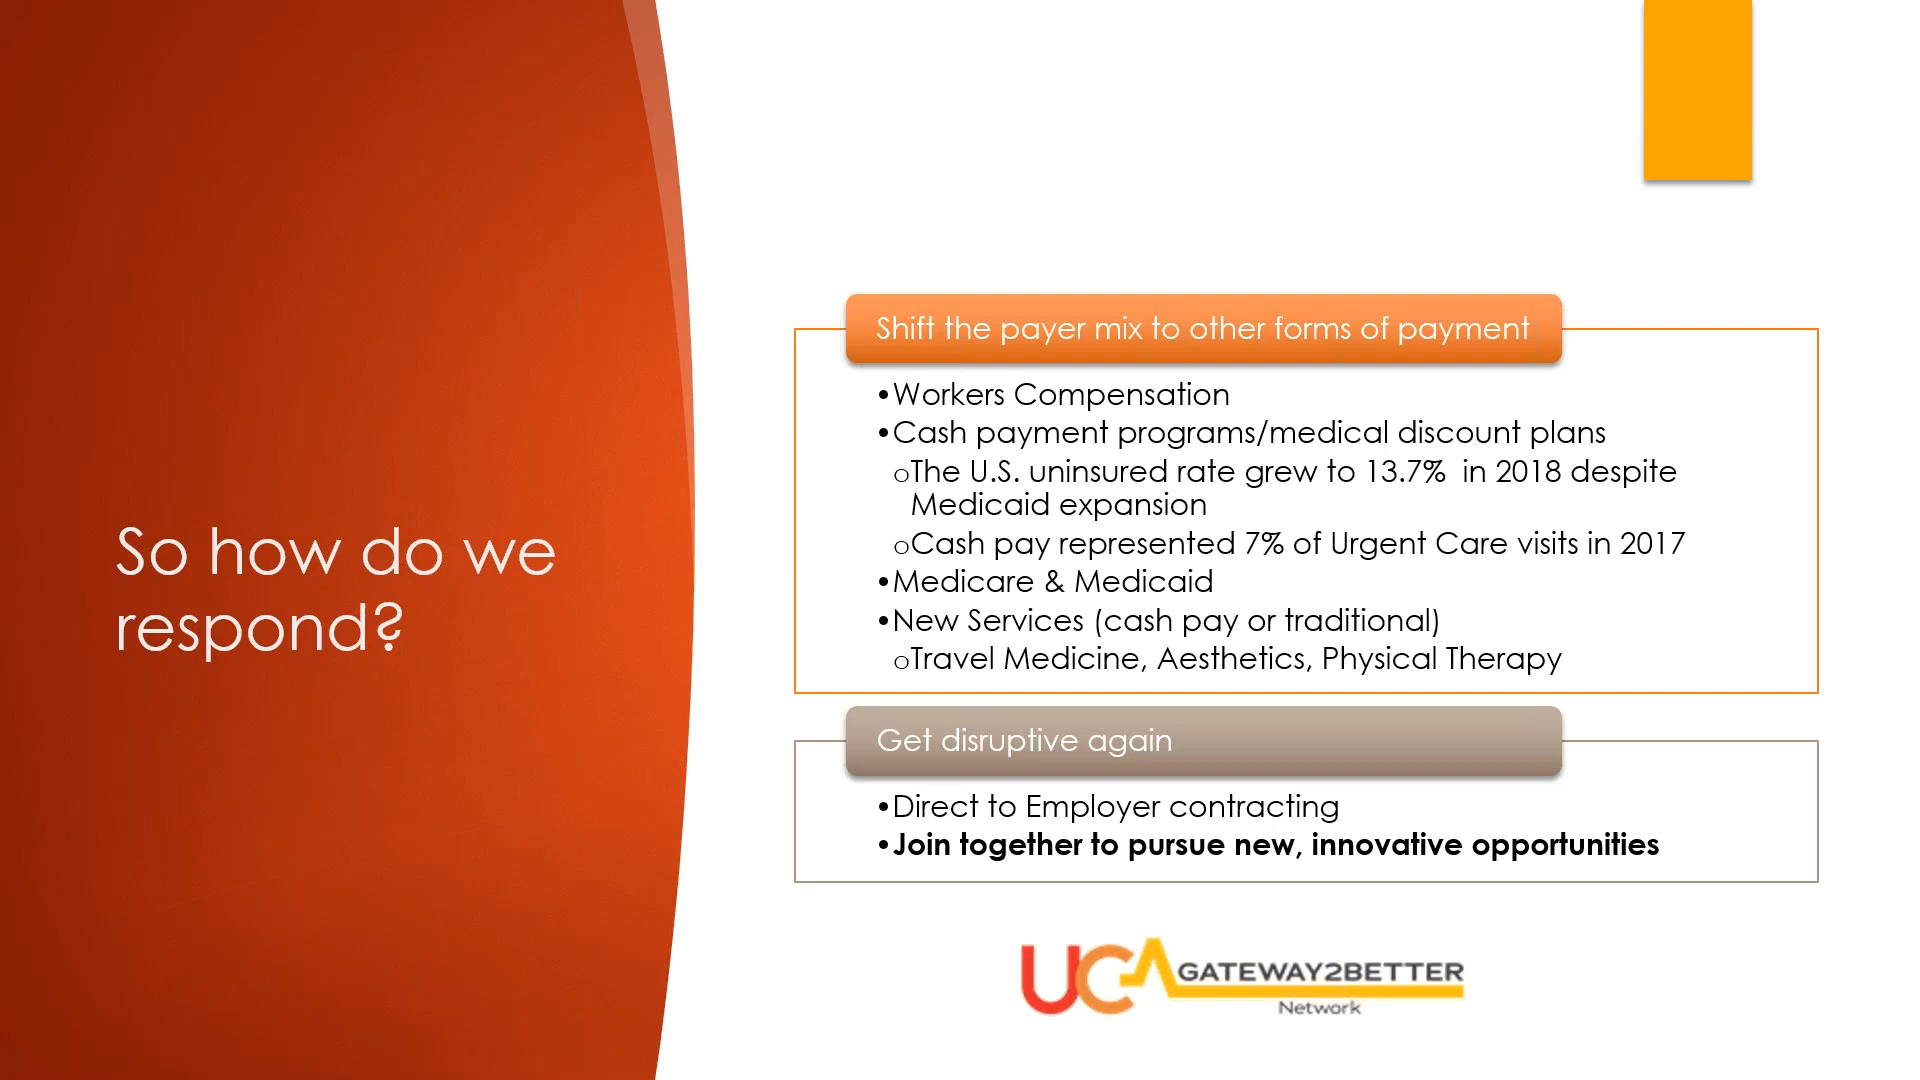 So how do we
respond?
Shift the payer mix to other forms of payment
•Workers Compensation
•Cash payment programs/medical discount plans
oThe U.S. uninsured rate grew to 13.7%  in 2018 despite
Medicaid expansion
oCash pay represented 7% of Urgent Care visits in 2017
•Medicare & Medicaid
•New Services (cash pay or traditional)
oTravel Medicine, Aesthetics, Physical Therapy
Get disruptive again
•Direct to Employer contracting
•Join together to pursue new, innovative opportunities
UCA GATEWAY2BETTER
Network